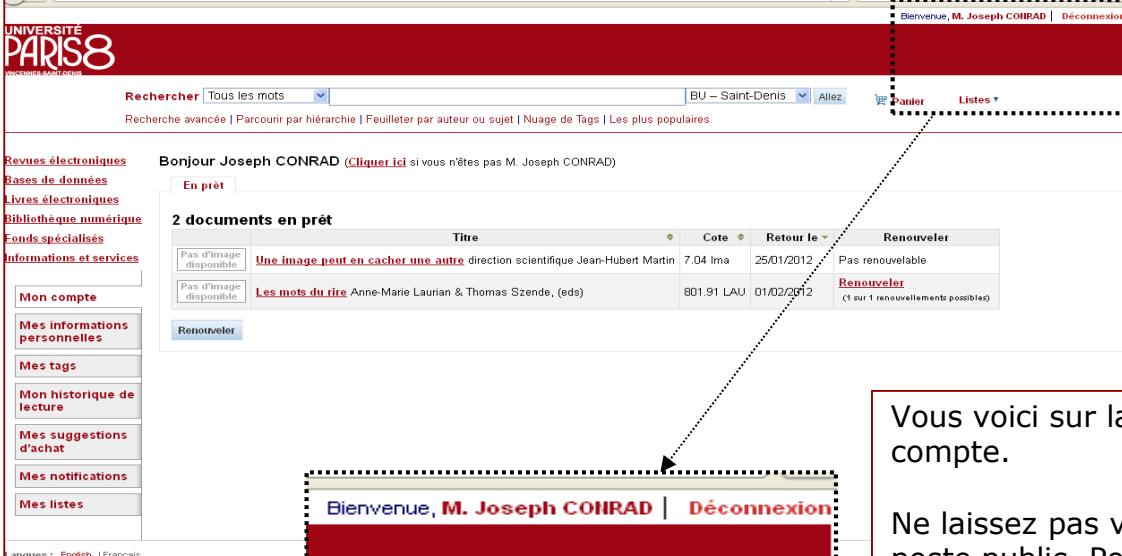 Bienvenue, M. Joseph CONRAD | Déconnexion
UNIVERSITÉ
PARIS8
VINCENNES-SAINT-DENIS
Rechercher Tous les mots BU – Saint-Denis Allez Panier Listes
Recherche avancée | Parcourir par hiérarchie | Feuilleter par auteur ou sujet | Nuage de Tags | Les plus populaires
Revues électroniques
Bases de données
Livres électroniques
Bibliothèque numérique
Fonds spécialisés
Informations et services
Mon compte
Mes informations
personnelles
Mes tags
Mon historique de
lecture
Mes suggestions
d'achat
Mes notifications
Mes listes
Langues : English | Français
Bonjour Joseph CONRAD (Cliquer ici si vous n'êtes pas M. Joseph CONRAD)
En prêt
2 documents en prêt
Titre Cote Retour le Renouveler
Pas d'image
disponible
Une image peut en cacher une autre direction scientifique Jean-Hubert Martin 7.04 Ima 25/01/2012 Pas renouvelable
Pas d'image
disponible
Les mots du rire Anne-Marie Laurian & Thomas Szende, (eds) 801.91 LAU 01/02/2012 Renouveler
(1 sur 1 renouvellements possibles)
Renouveler
Bienvenue, M. Joseph CONRAD | Déconnexion
Vous voici sur la
compte.
Ne laissez pas v
poste public. Po